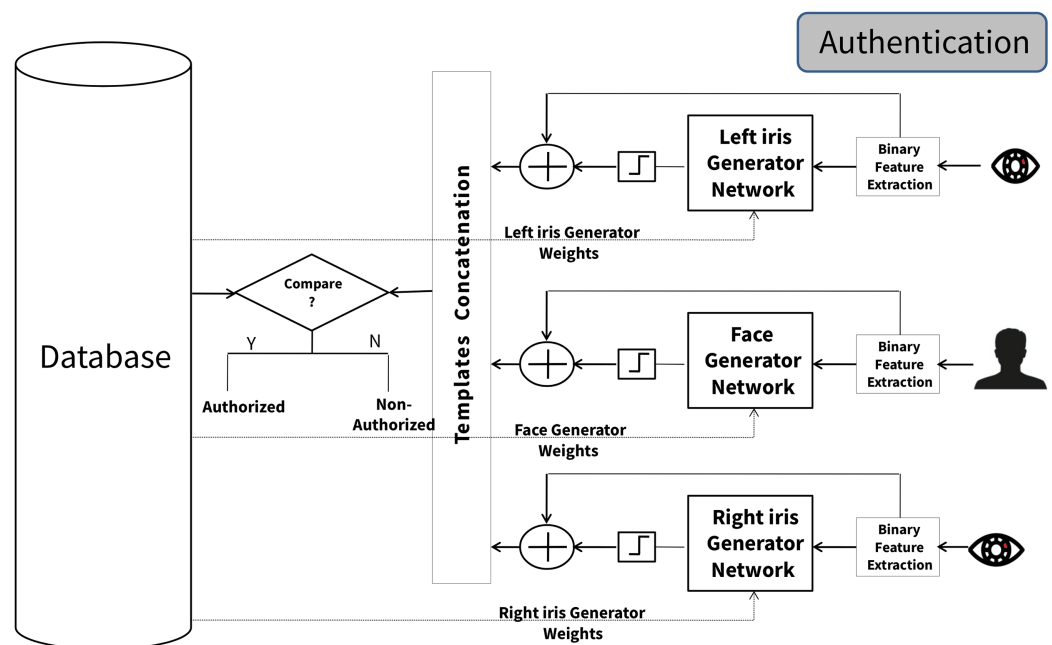 Authentication
Left iris
Generator
Network
Binary
Feature
Extraction
Left iris Generator
Weights
Templates Concatenation
Compare
?
Y
N
Authorized
Non-
Authorized
Database
Face
Generator
Network
Binary
Feature
Extraction
Face Generator
Weights
Right iris
Generator
Network
Binary
Feature
Extraction
Right iris Generator
Weights